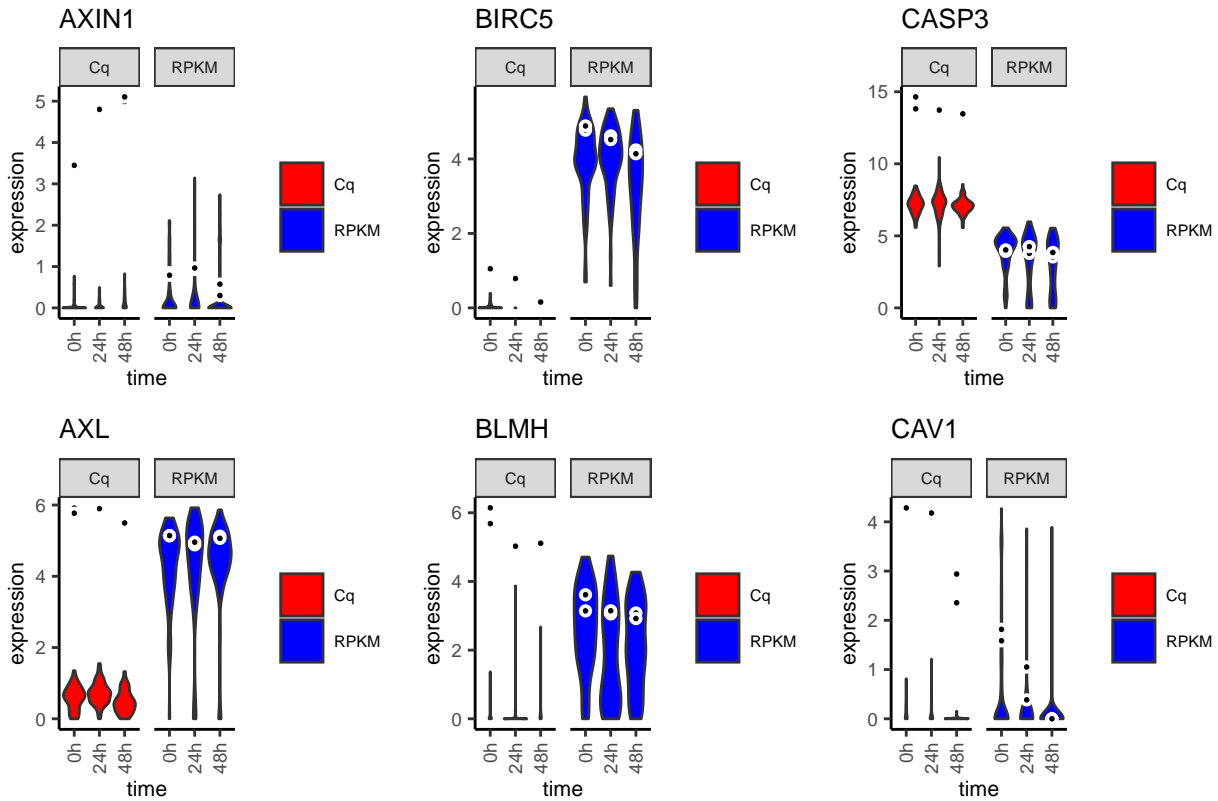 AXIN1
Cq RPKM
expression
5
4
3
2
1
0
0h 24h 48h 0h 24h 48h
time
Cq
RPKM
BIRC5
Cq RPKM
expression
4
2
0
0h 24h 48h 0h 24h 48h
time
Cq
RPKM
CASP3
Cq RPKM
expression
15
10
5
0
0h 24h 48h 0h 24h 48h
time
Cq
RPKM
AXL
Cq RPKM
expression
6
4
2
0
0h 24h 48h 0h 24h 48h
time
Cq
RPKM
BLMH
Cq RPKM
expression
6
4
2
0
0h 24h 48h 0h 24h 48h
time
Cq
RPKM
CAV1
Cq RPKM
expression
4
3
2
1
0
0h 24h 48h 0h 24h 48h
time
Cq
RPKM